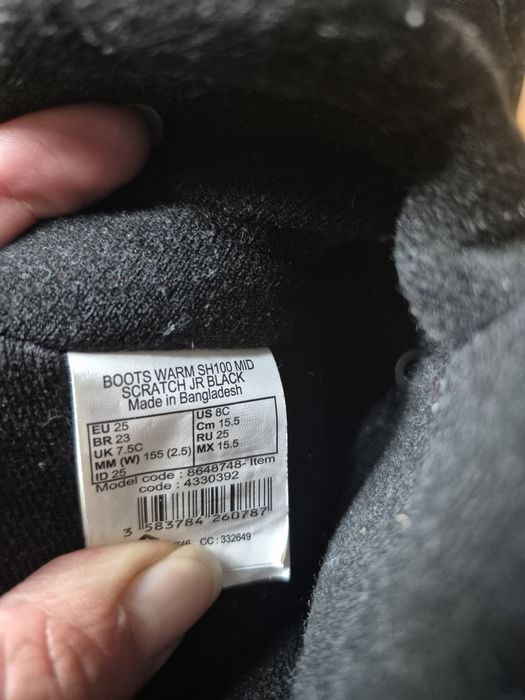 BOOTS WARM SH100 MID
SCRATCH JR BLACK
Made in Bangladesh
EU 25 US 8C
BR 23 Cm 15.5
UK 7.5C RU 25
MM (W) 155 (2.5) MX 15.5
ID 25
Model code : 8648748- Item
code : 4330392
3 583784 260787
746 CC : 332649